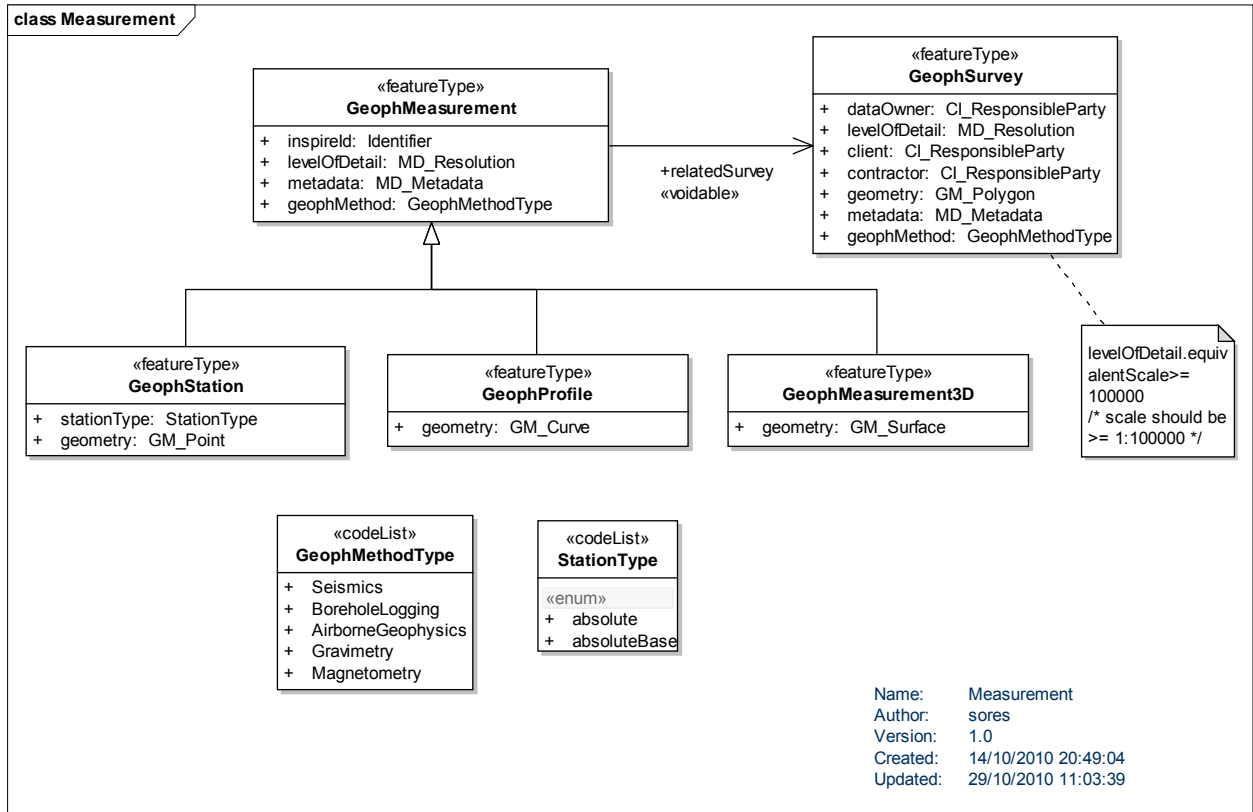 class Measurement
«featureType»
GeophMeasurement
+ inspireId: Identifier
+ levelOfDetail: MD_Resolution
+ metadata: MD_Metadata
+ geophMethod: GeophMethodType
+relatedSurvey
«voidable»
«featureType»
GeophSurvey
+ dataOwner: CI_ResponsibleParty
+ levelOfDetail: MD_Resolution
+ client: CI_ResponsibleParty
+ contractor: CI_ResponsibleParty
+ geometry: GM_Polygon
+ metadata: MD_Metadata
+ geophMethod: GeophMethodType
«featureType»
GeophStation
+ stationType: StationType
+ geometry: GM_Point
«featureType»
GeophProfile
+ geometry: GM_Curve
«featureType»
GeophMeasurement3D
+ geometry: GM_Surface
levelOfDetail.equiv
alentScale>=
100000
/* scale should be
>= 1:100000 */
«codeList»
GeophMethodType
+ Seismics
+ BoreholeLogging
+ AirborneGeophysics
+ Gravimetry
+ Magnetometry
«codeList»
StationType
«enum»
+ absolute
+ absoluteBase
Name: Measurement
Author: sores
Version: 1.0
Created: 14/10/2010 20:49:04
Updated: 29/10/2010 11:03:39